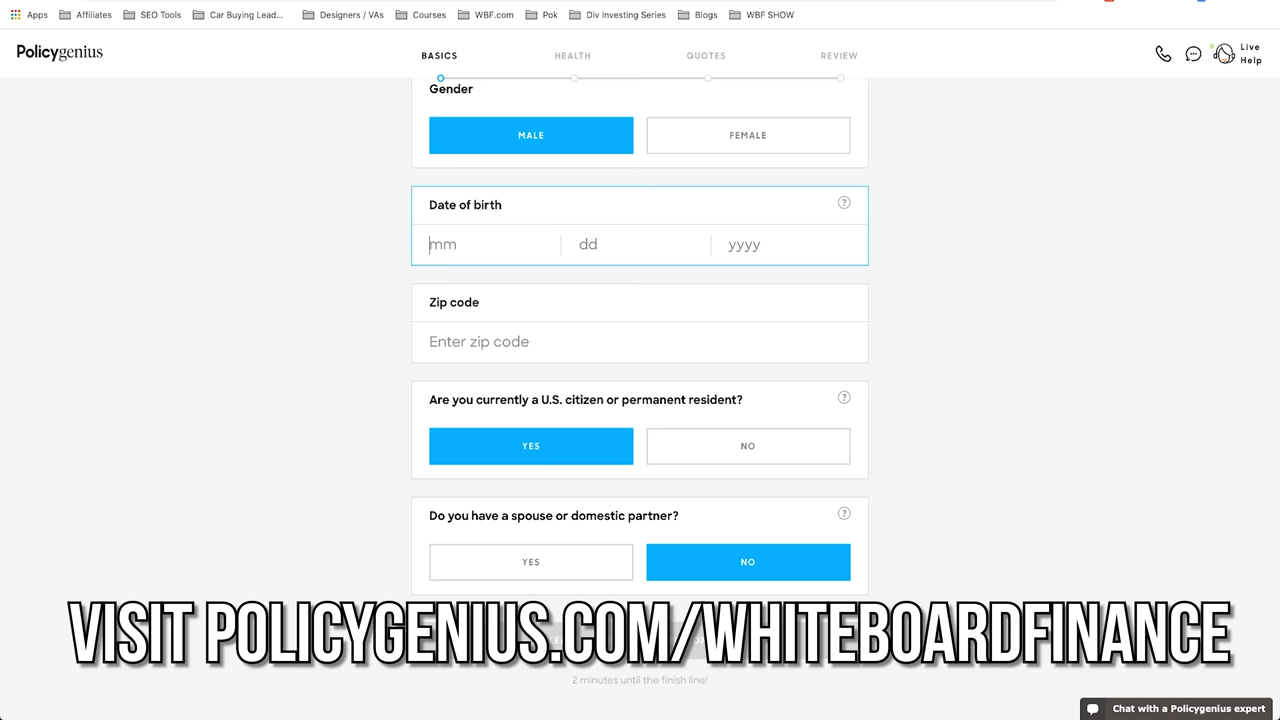 Apps Affiliates SEO Tools Car Buying Lead... Designers / VAs Courses WBF.com Pok Div Investing Series Blogs WBF SHOW
Policygenius
BASICS HEALTH QUOTES REVIEW
Live Help
Gender
MALE FEMALE
Date of birth ?
mm dd yyyy
Zip code
Enter zip code
Are you currently a U.S. citizen or permanent resident? ?
YES NO
Do you have a spouse or domestic partner? ?
YES NO
VISIT POLICYGENIUS.COM/WHITEBOARDFINANCE
2 minutes until the finish line!
Chat with a Policygenius expert